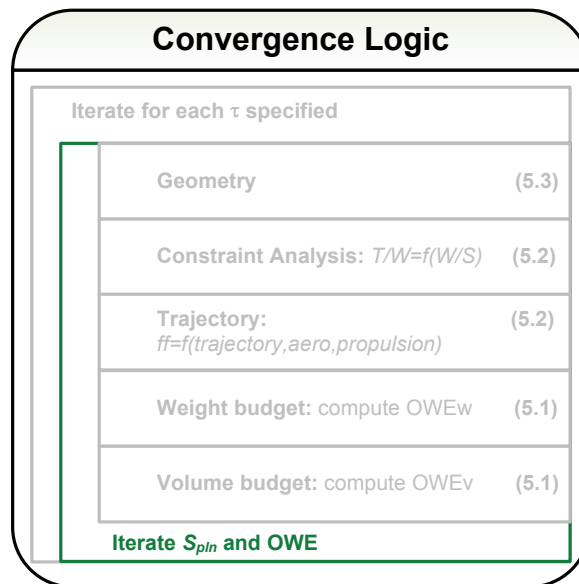 Convergence Logic
Iterate for each τ specified
Geometry (5.3)
Constraint Analysis: T/W=f(W/S) (5.2)
Trajectory: (5.2)
ff=f(trajectory,aero,propulsion)
Weight budget: compute OWEw (5.1)
Volume budget: compute OWEv (5.1)
Iterate Spln and OWE